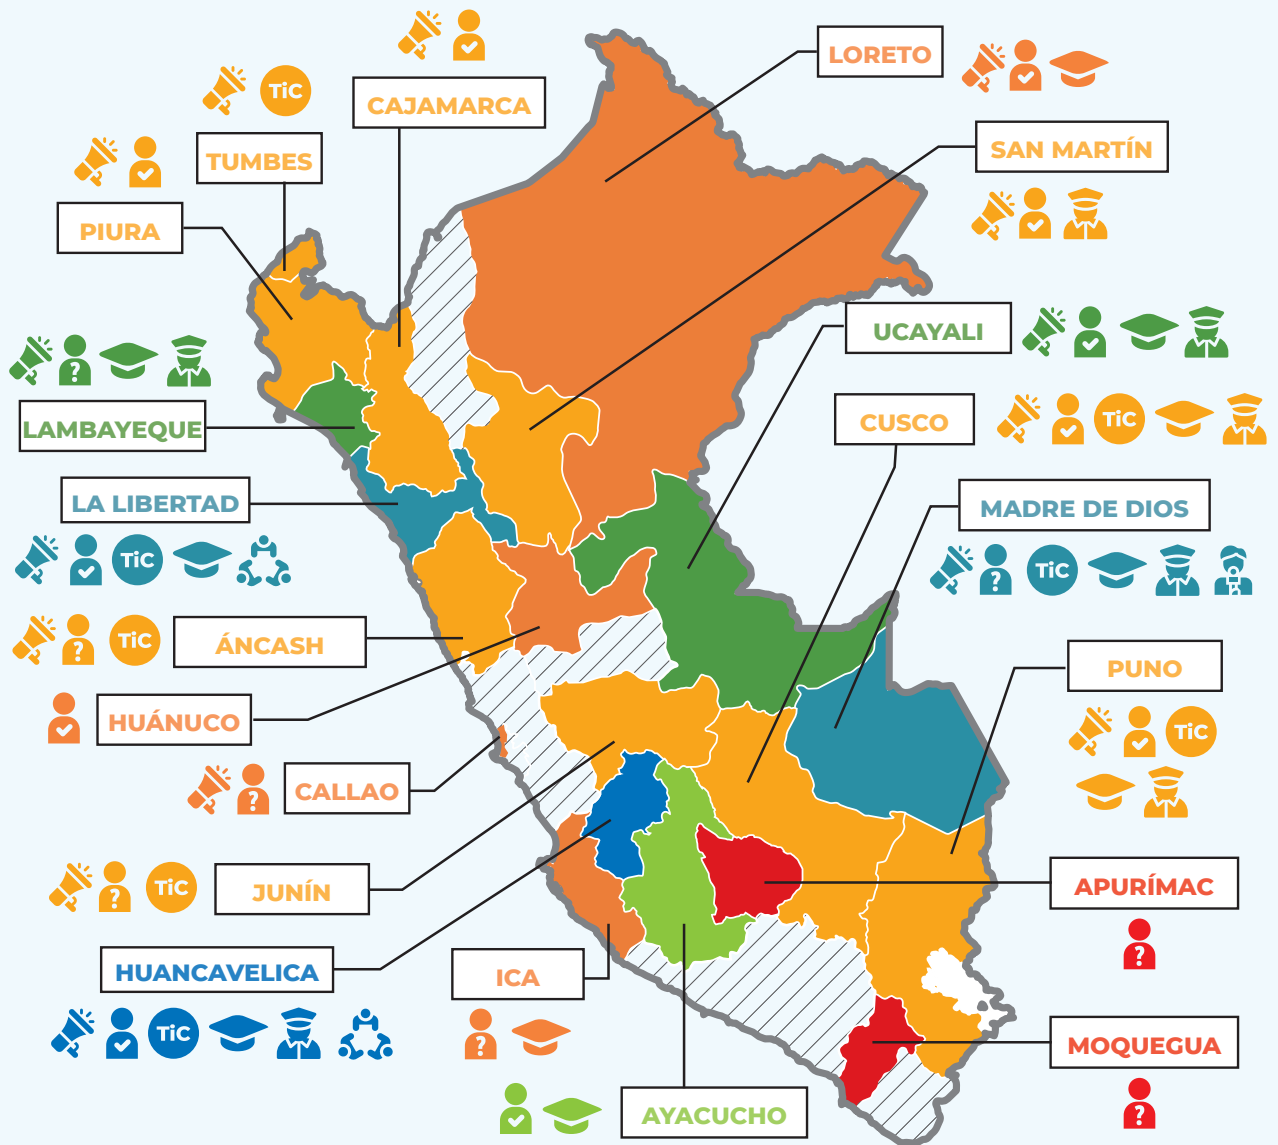 CAJAMARCA
LORETO
TiC
TUMBES
SAN MARTÍN
PIURA
UCAYALI
?
LAMBAYEQUE
CUSCO
TiC
LA LIBERTAD
MADRE DE DIOS
TiC
? TiC
? TiC
ÁNCASH
PUNO
HUÁNUCO
TiC
CALLAO
?
JUNÍN
? TiC
APURÍMAC
?
HUANCAVELICA
TiC
ICA
?
MOQUEGUA
?
AYACUCHO